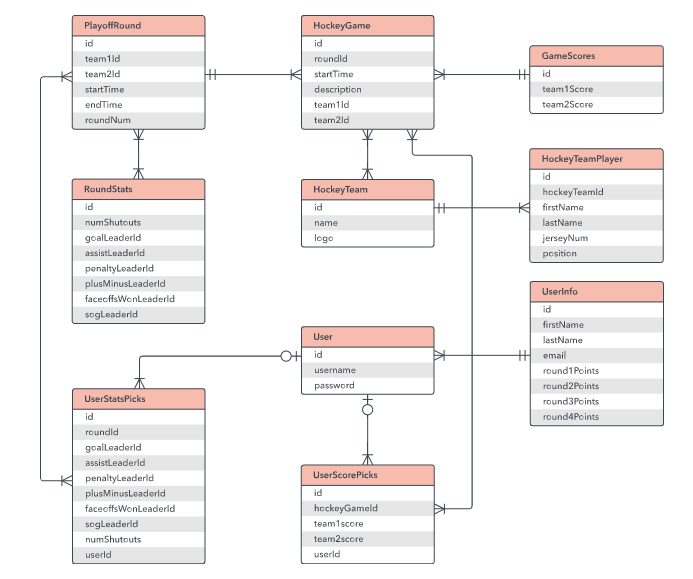 PlayoffRound
id
team1Id
team2Id
startTime
endTime
roundNum
HockeyGame
id
roundId
startTime
description
team1Id
team2Id
GameScores
id
team1Score
team2Score
RoundStats
id
numShutouts
goalLeaderId
assistLeaderId
penaltyLeaderId
plusMinusLeaderId
faceoffsWonLeaderId
sogLeaderId
HockeyTeam
id
name
logo
HockeyTeamPlayer
id
hockeyTeamId
firstName
lastName
jerseyNum
position
UserInfo
id
firstName
lastName
email
round1Points
round2Points
round3Points
round4Points
User
id
username
password
UserStatsPicks
id
roundId
goalLeaderId
assistLeaderId
penaltyLeaderId
plusMinusLeaderId
faceoffsWonLeaderId
sogLeaderId
numShutouts
userId
UserScorePicks
id
hockeyGameId
team1score
team2score
userId